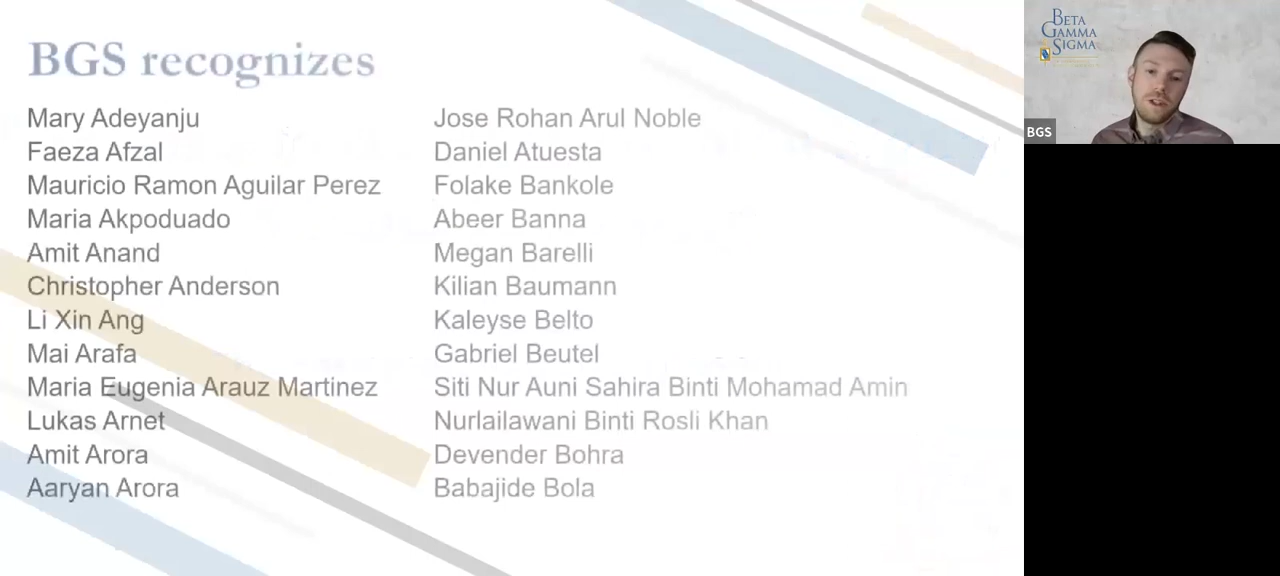 BGS recognizes
Mary Adeyanju
Faeza Afzal
Mauricio Ramon Aguilar Perez
Maria Akpoduado
Amit Anand
Christopher Anderson
Li Xin Ang
Mai Arafa
Maria Eugenia Arauz Martinez
Lukas Arnet
Amit Arora
Aaryan Arora
Jose Rohan Arul Noble
Daniel Atuesta
Folake Bankole
Abeer Banna
Megan Barelli
Kilian Baumann
Kaleyse Belto
Gabriel Beutel
Siti Nur Auni Sahira Binti Mohamad Amin
Nurlailawani Binti Rosli Khan
Devender Bohra
Babajide Bola
BETA
GAMMA
SIGMA
BGS